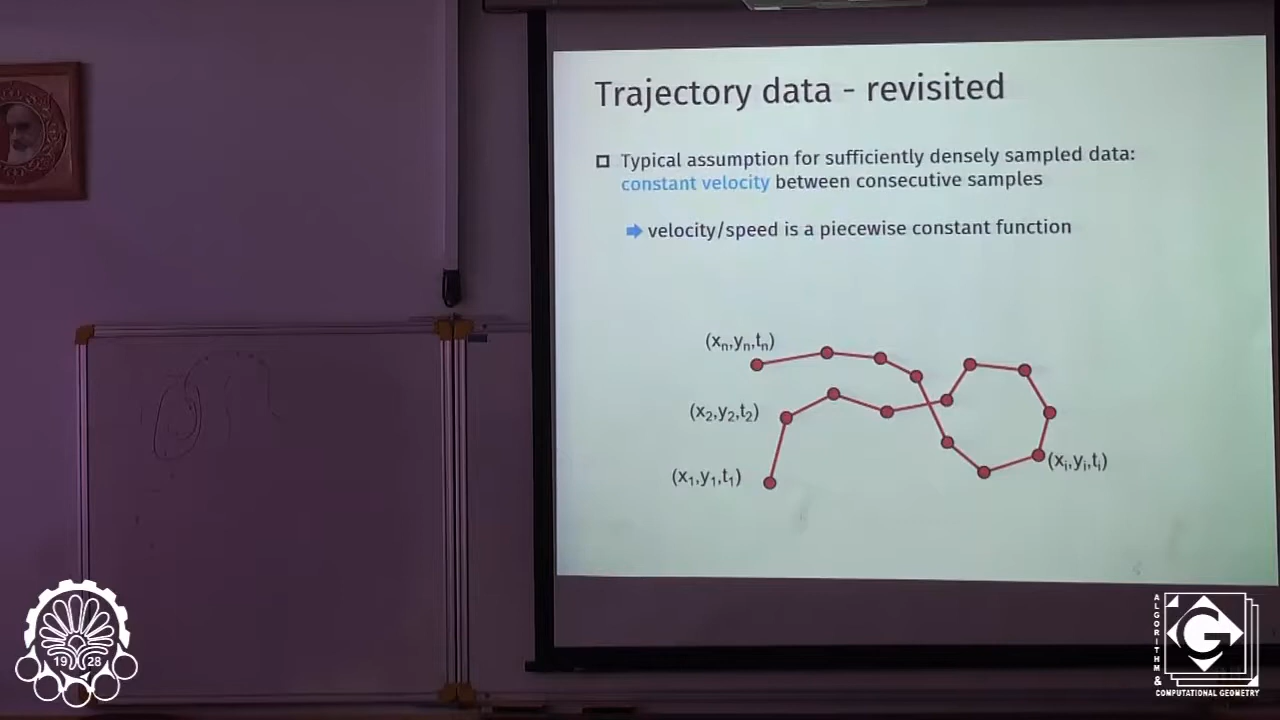 Trajectory data - revisited
Typical assumption for sufficiently densely sampled data:
constant velocity between consecutive samples
velocity/speed is a piecewise constant function
(xₙ,yₙ,tₙ)
(x₂,y₂,t₂)
(x₁,y₁,t₁)
(xᵢ,yᵢ,tᵢ)
19 28
ALGORITHM &
COMPUTATIONAL GEOMETRY
G